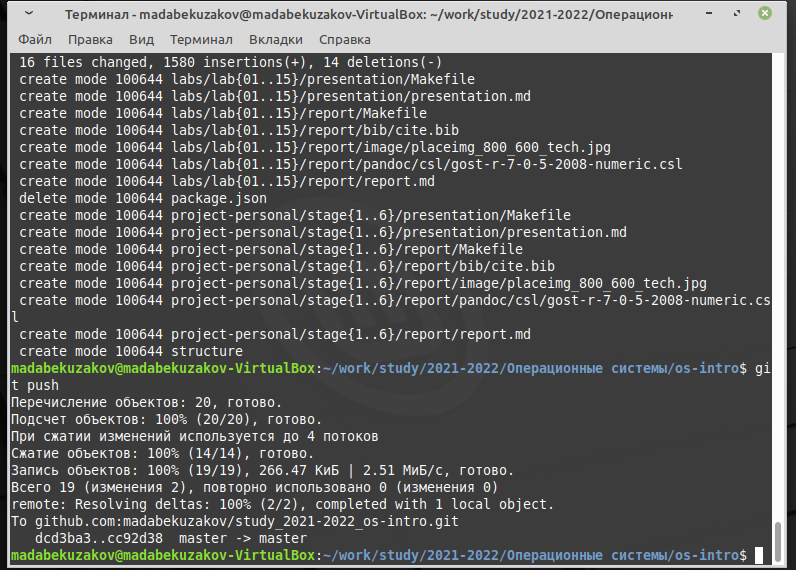 Терминал - madabekuzakov@madabekuzakov-VirtualBox: ~/work/study/2021-2022/Операционн
Файл Правка Вид Терминал Вкладки Справка
16 files changed, 1580 insertions(+), 14 deletions(-)
create mode 100644 labs/lab{01..15}/presentation/Makefile
create mode 100644 labs/lab{01..15}/presentation/presentation.md
create mode 100644 labs/lab{01..15}/report/Makefile
create mode 100644 labs/lab{01..15}/report/bib/cite.bib
create mode 100644 labs/lab{01..15}/report/image/placeimg_800_600_tech.jpg
create mode 100644 labs/lab{01..15}/report/pandoc/csl/gost-r-7-0-5-2008-numeric.csl
create mode 100644 labs/lab{01..15}/report/report.md
delete mode 100644 package.json
create mode 100644 project-personal/stage{1..6}/presentation/Makefile
create mode 100644 project-personal/stage{1..6}/presentation/presentation.md
create mode 100644 project-personal/stage{1..6}/report/Makefile
create mode 100644 project-personal/stage{1..6}/report/bib/cite.bib
create mode 100644 project-personal/stage{1..6}/report/image/placeimg_800_600_tech.jpg
create mode 100644 project-personal/stage{1..6}/report/pandoc/csl/gost-r-7-0-5-2008-numeric.cs
l
create mode 100644 project-personal/stage{1..6}/report/report.md
create mode 100644 structure
madabekuzakov@madabekuzakov-VirtualBox:~/work/study/2021-2022/Операционные системы/os-intro$ gi
t push
Перечисление объектов: 20, готово.
Подсчет объектов: 100% (20/20), готово.
При сжатии изменений используется до 4 потоков
Сжатие объектов: 100% (14/14), готово.
Запись объектов: 100% (19/19), 266.47 КиБ | 2.51 МиБ/с, готово.
Всего 19 (изменения 2), повторно использовано 0 (изменения 0)
remote: Resolving deltas: 100% (2/2), completed with 1 local object.
To github.com:madabekuzakov/study_2021-2022_os-intro.git
dcd3ba3..cc92d38 master -> master
madabekuzakov@madabekuzakov-VirtualBox:~/work/study/2021-2022/Операционные системы/os-intro$